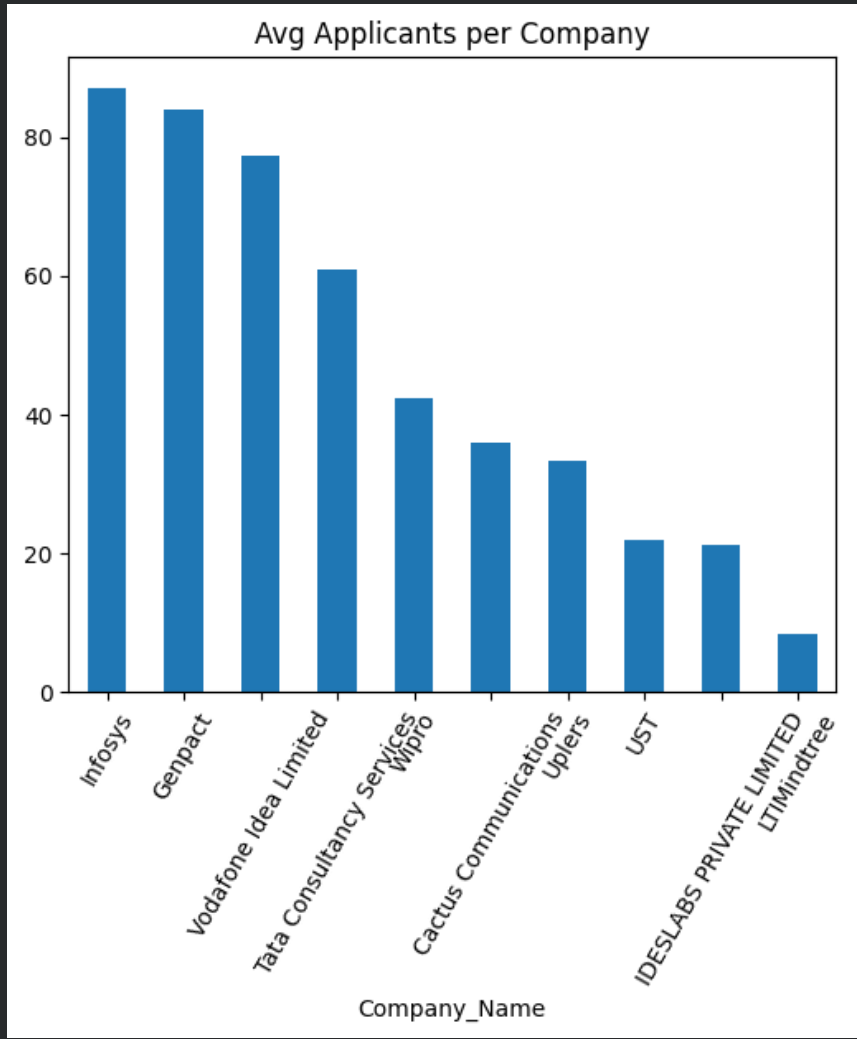 Avg Applicants per Company
80
60
40
20
0
Infosys
Genpact
Vodafone Idea Limited
Tata Consultancy Services
Wipro
Cactus Communications
Uplers
UST
IDESLABS PRIVATE LIMITED
LTIMindtree
Company_Name